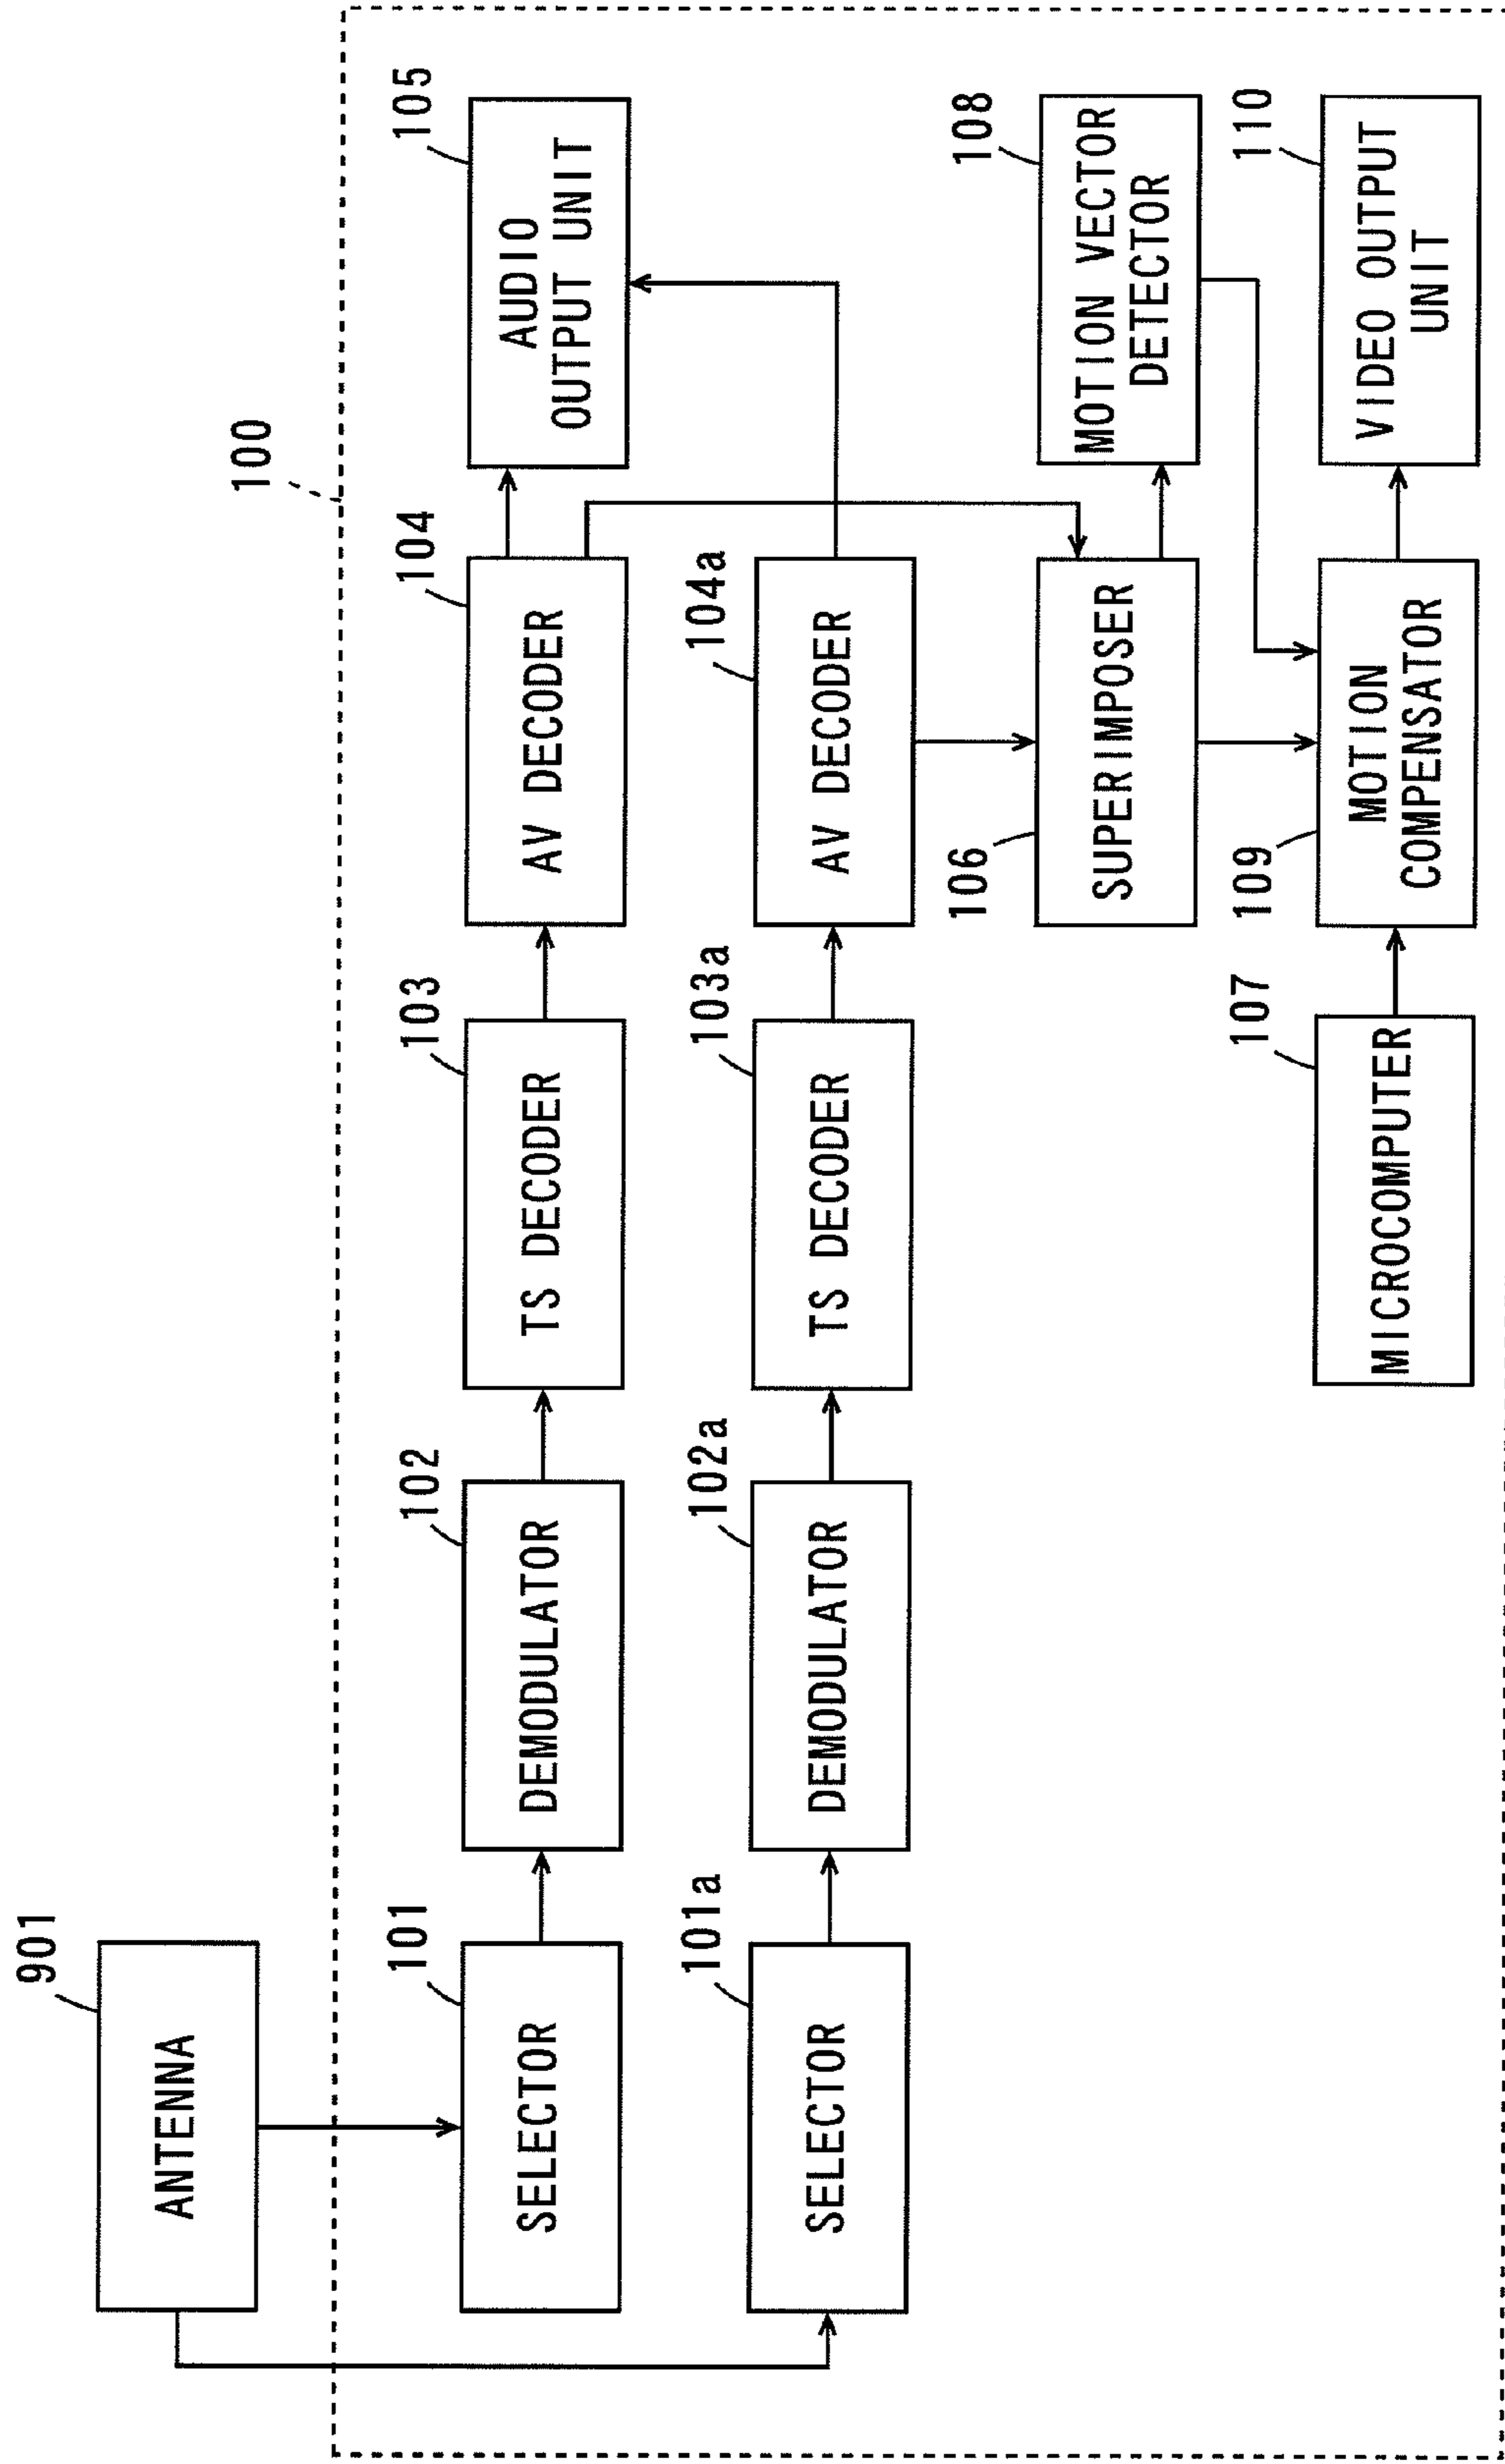 901
ANTENNA
100
101
SELECTOR
102
DEMODULATOR
103
TS DECODER
104
AV DECODER
105
AUDIO
OUTPUT UNIT
101a
SELECTOR
102a
DEMODULATOR
103a
TS DECODER
104a
AV DECODER
106
SUPERIMPOSER
108
MOTION VECTOR
DETECTOR
107
MICROCOMPUTER
109
MOTION
COMPENSATOR
110
VIDEO OUTPUT
UNIT